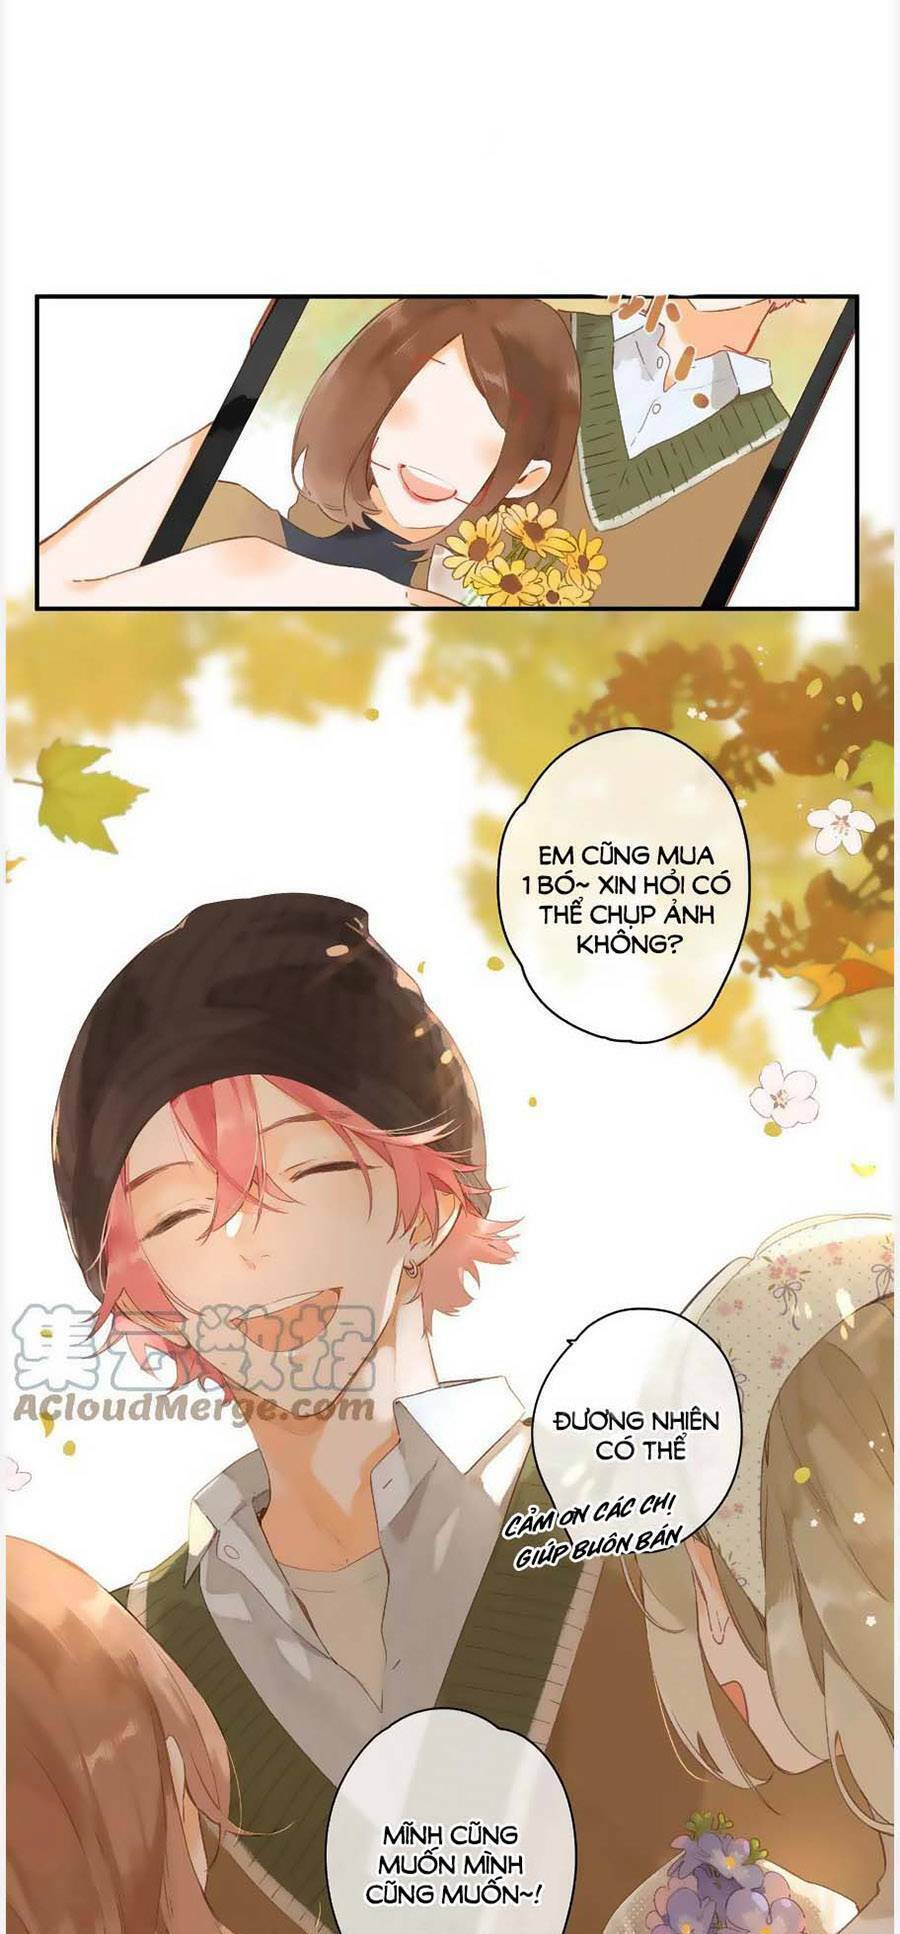 EM CŨNG MUA
1 BÓ~ XIN HỎI CÓ
THỂ CHỤP ẢNH
KHÔNG?
集云数据
ACloudMerge.com
ĐƯƠNG NHIÊN
CÓ THỂ
CẢM ƠN CÁC CHỊ
GIÚP BUÔN BÁN
MÌNH CŨNG
MUỐN MÌNH
CŨNG MUỐN~!